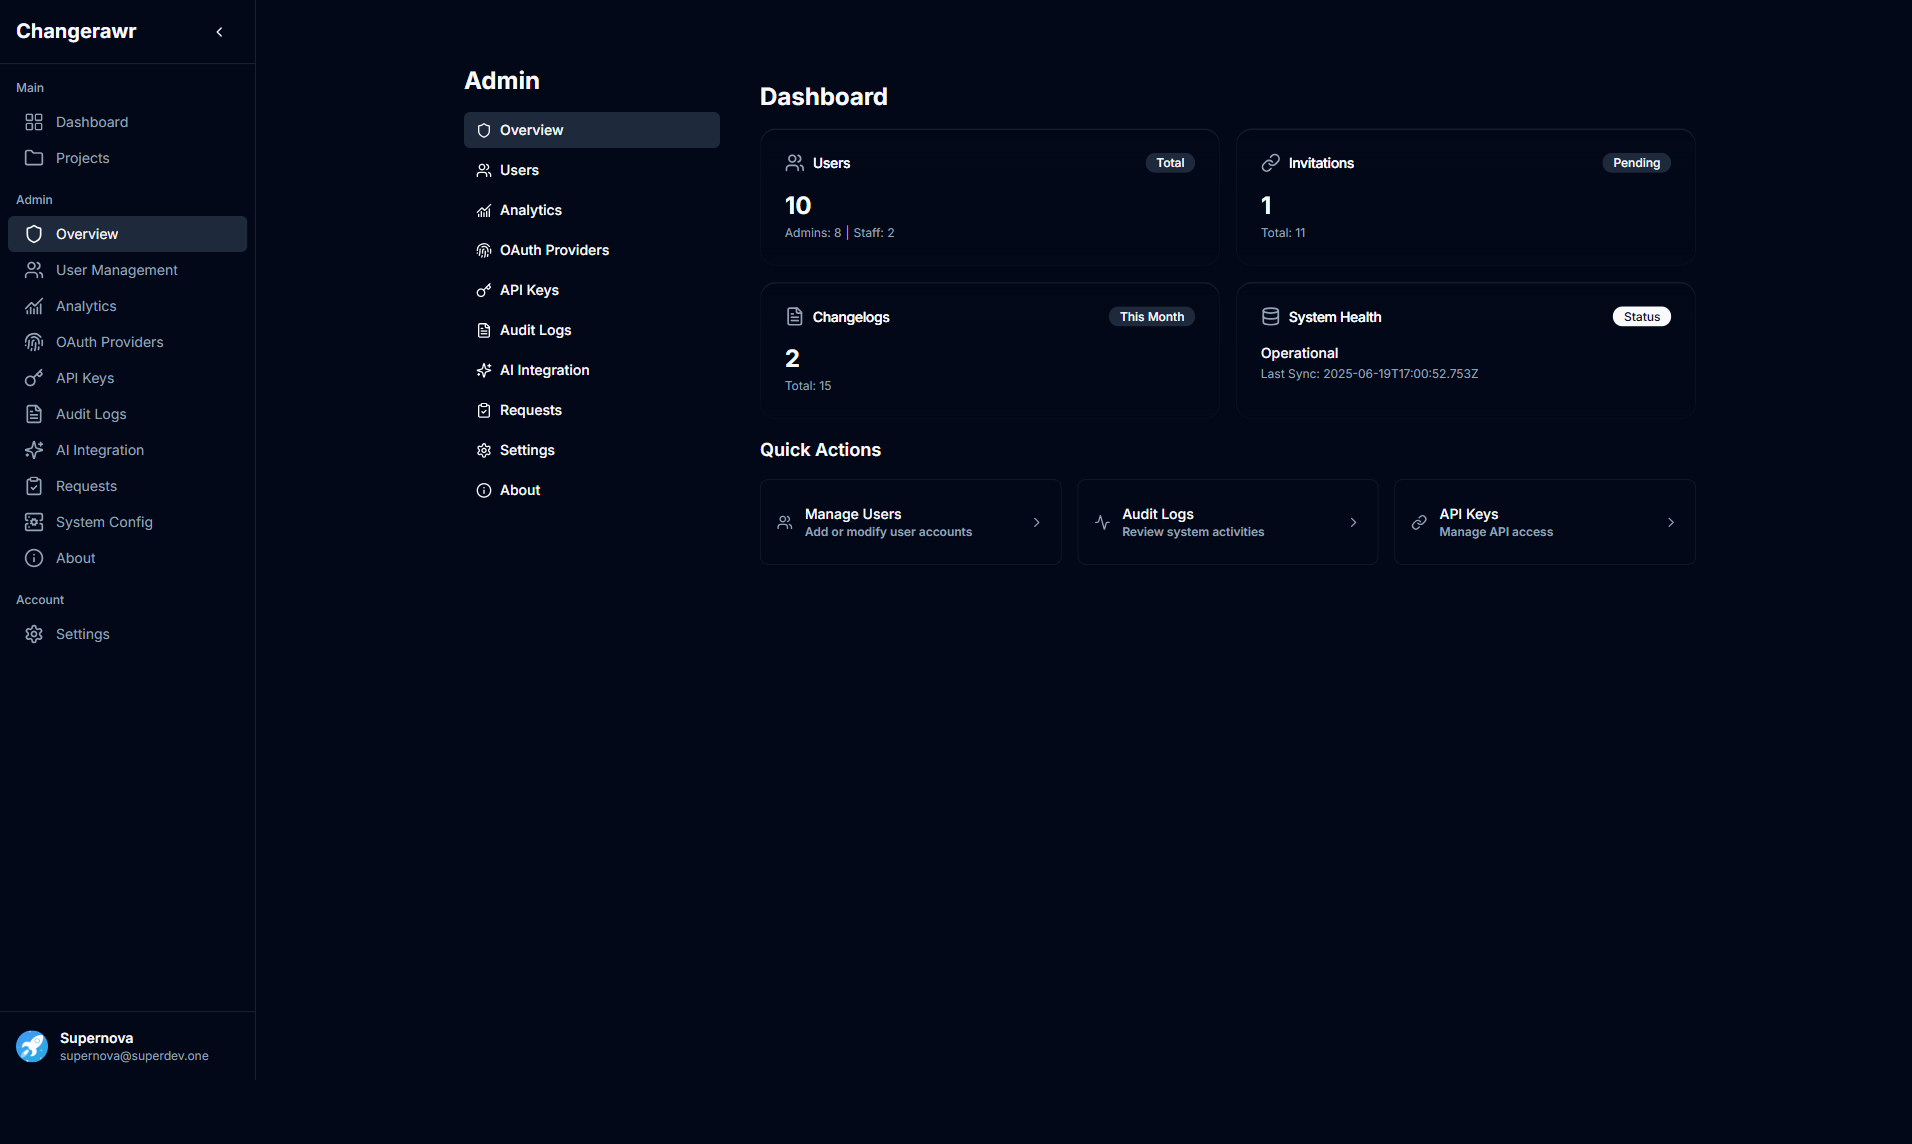 Changerawr
Main
Dashboard
Projects
Admin
Overview
User Management
Analytics
OAuth Providers
API Keys
Audit Logs
AI Integration
Requests
System Config
About
Account
Settings
Supernova
supernova@superdev.one
Admin
Overview
Users
Analytics
OAuth Providers
API Keys
Audit Logs
AI Integration
Requests
Settings
About
Dashboard
Users
Total
10
Admins: 8 | Staff: 2
Invitations
Pending
1
Total: 11
Changelogs
This Month
2
Total: 15
System Health
Status
Operational
Last Sync: 2025-06-19T17:00:52.753Z
Quick Actions
Manage Users
Add or modify user accounts
Audit Logs
Review system activities
API Keys
Manage API access